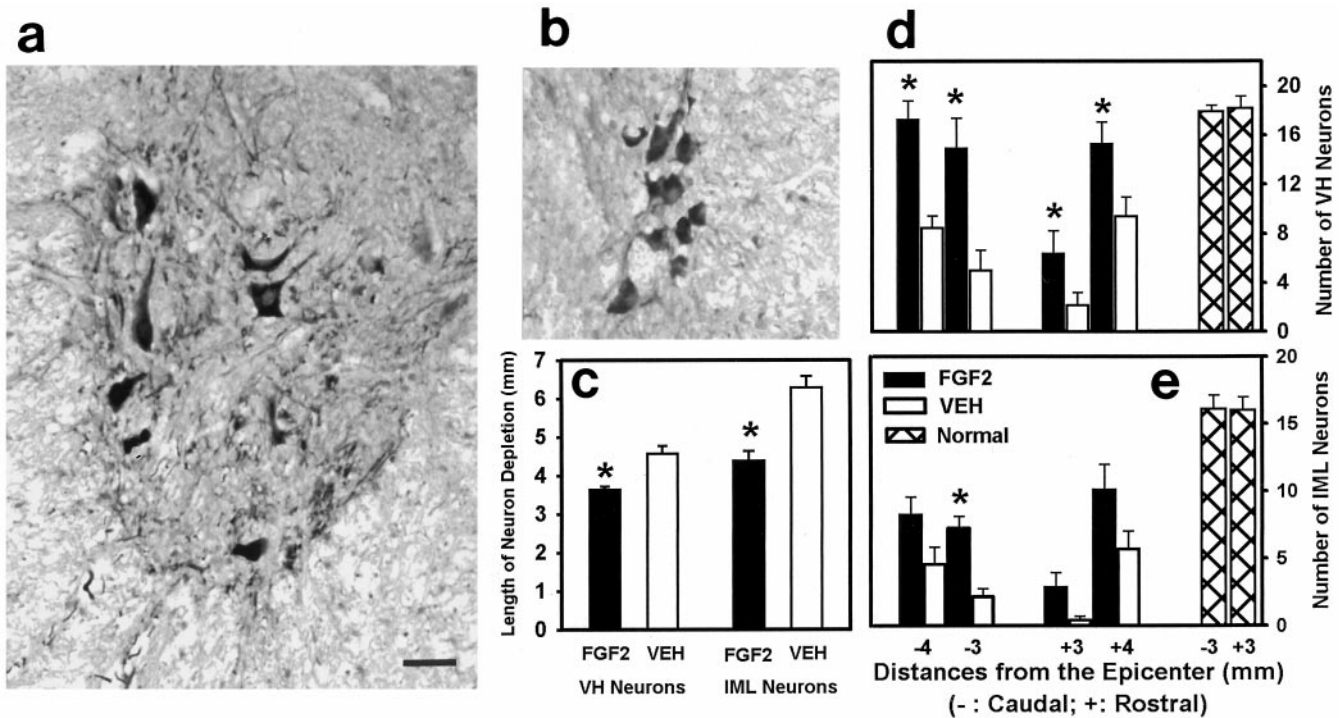 a
b
d
* * * *
20
16
12
8
4
0
Number of VH Neurons
c
7
6
5
4
3
2
1
0
Length of Neuron Depletion (mm)
* *
FGF2 VEH FGF2 VEH
VH Neurons IML Neurons
e
FGF2
VEH
Normal
*
20
15
10
5
0
Number of IML Neurons
-4 -3 +3 +4 -3 +3
Distances from the Epicenter (mm)
(- : Caudal; +: Rostral)